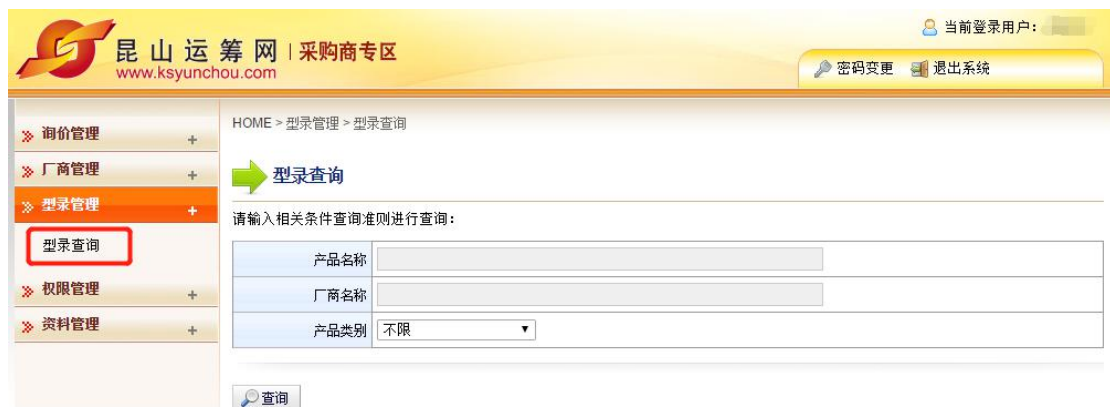 当前登录用户：
昆山运筹网 | 采购商专区
www.ksyunchou.com
密码变更 退出系统
询价管理 +
厂商管理 +
型录管理 +
型录查询
权限管理 +
资料管理 +
HOME > 型录管理 > 型录查询
型录查询
请输入相关条件查询准则进行查询：
产品名称
厂商名称
产品类别 不限
查询